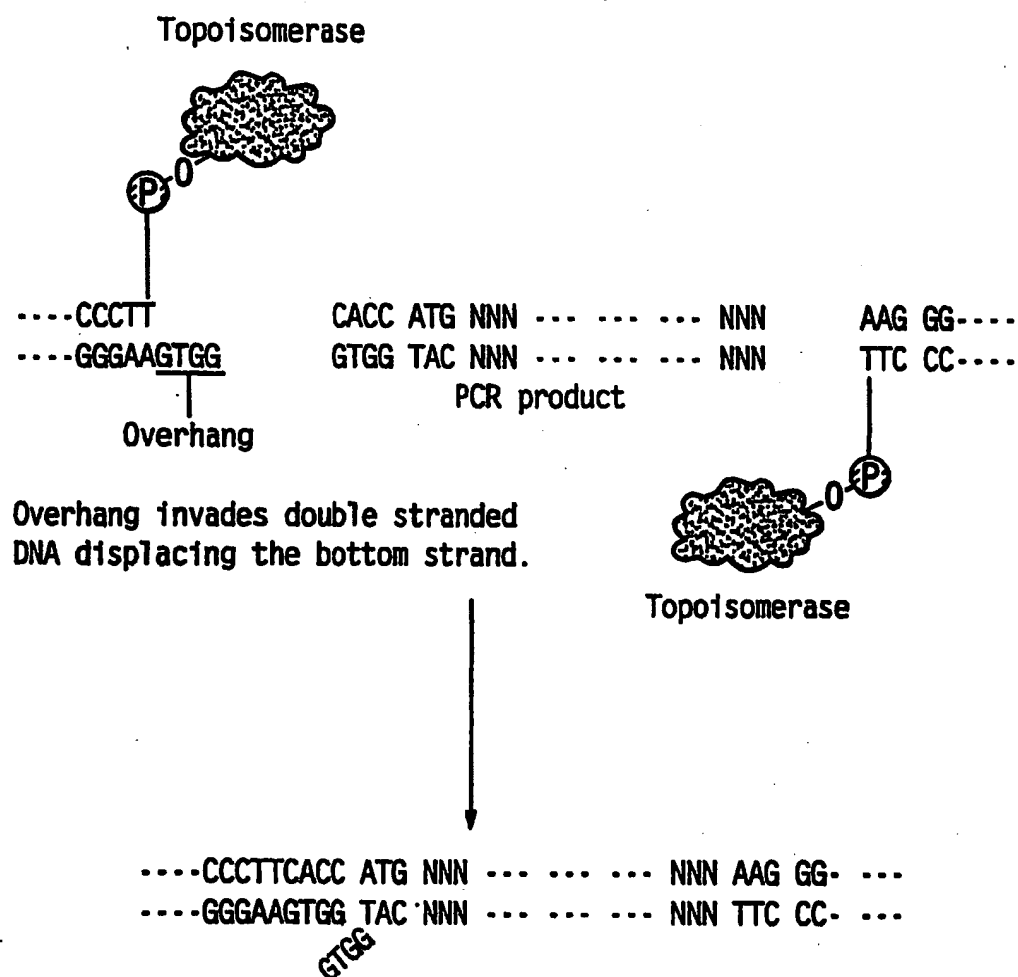 Topoisomerase
O
P
----CCCTT CACC ATG NNN --- --- --- NNN AAG GG----
----GGGAAGTGG GTGG TAC NNN --- --- --- NNN TTC CC----
PCR product
Overhang
P
O
Overhang invades double stranded
DNA displacing the bottom strand.
Topoisomerase
----CCCTTCACC ATG NNN --- --- --- NNN AAG GG- ---
----GGGAAGTGG TAC NNN --- --- --- NNN TTC CC- ---
GTGG